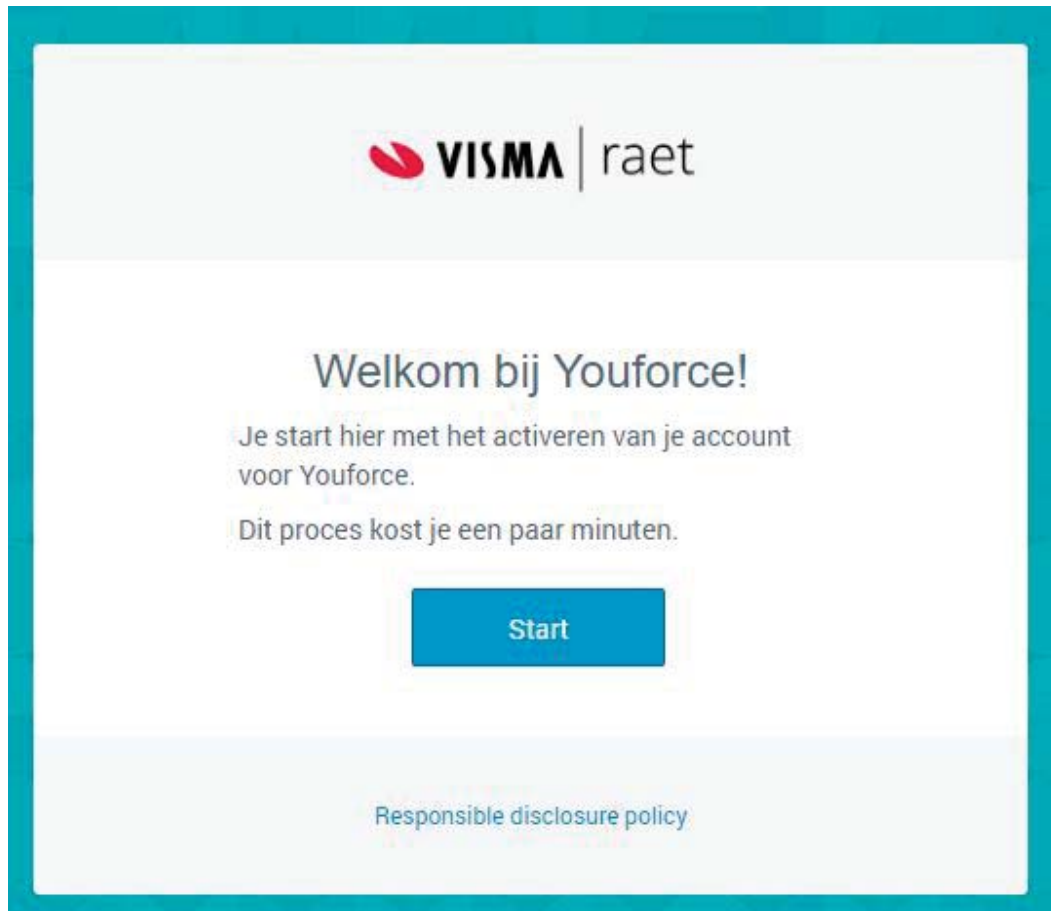 VISMA | raet
Welkom bij Youforce!
Je start hier met het activeren van je account
voor Youforce.
Dit proces kost je een paar minuten.
Start
Responsible disclosure policy